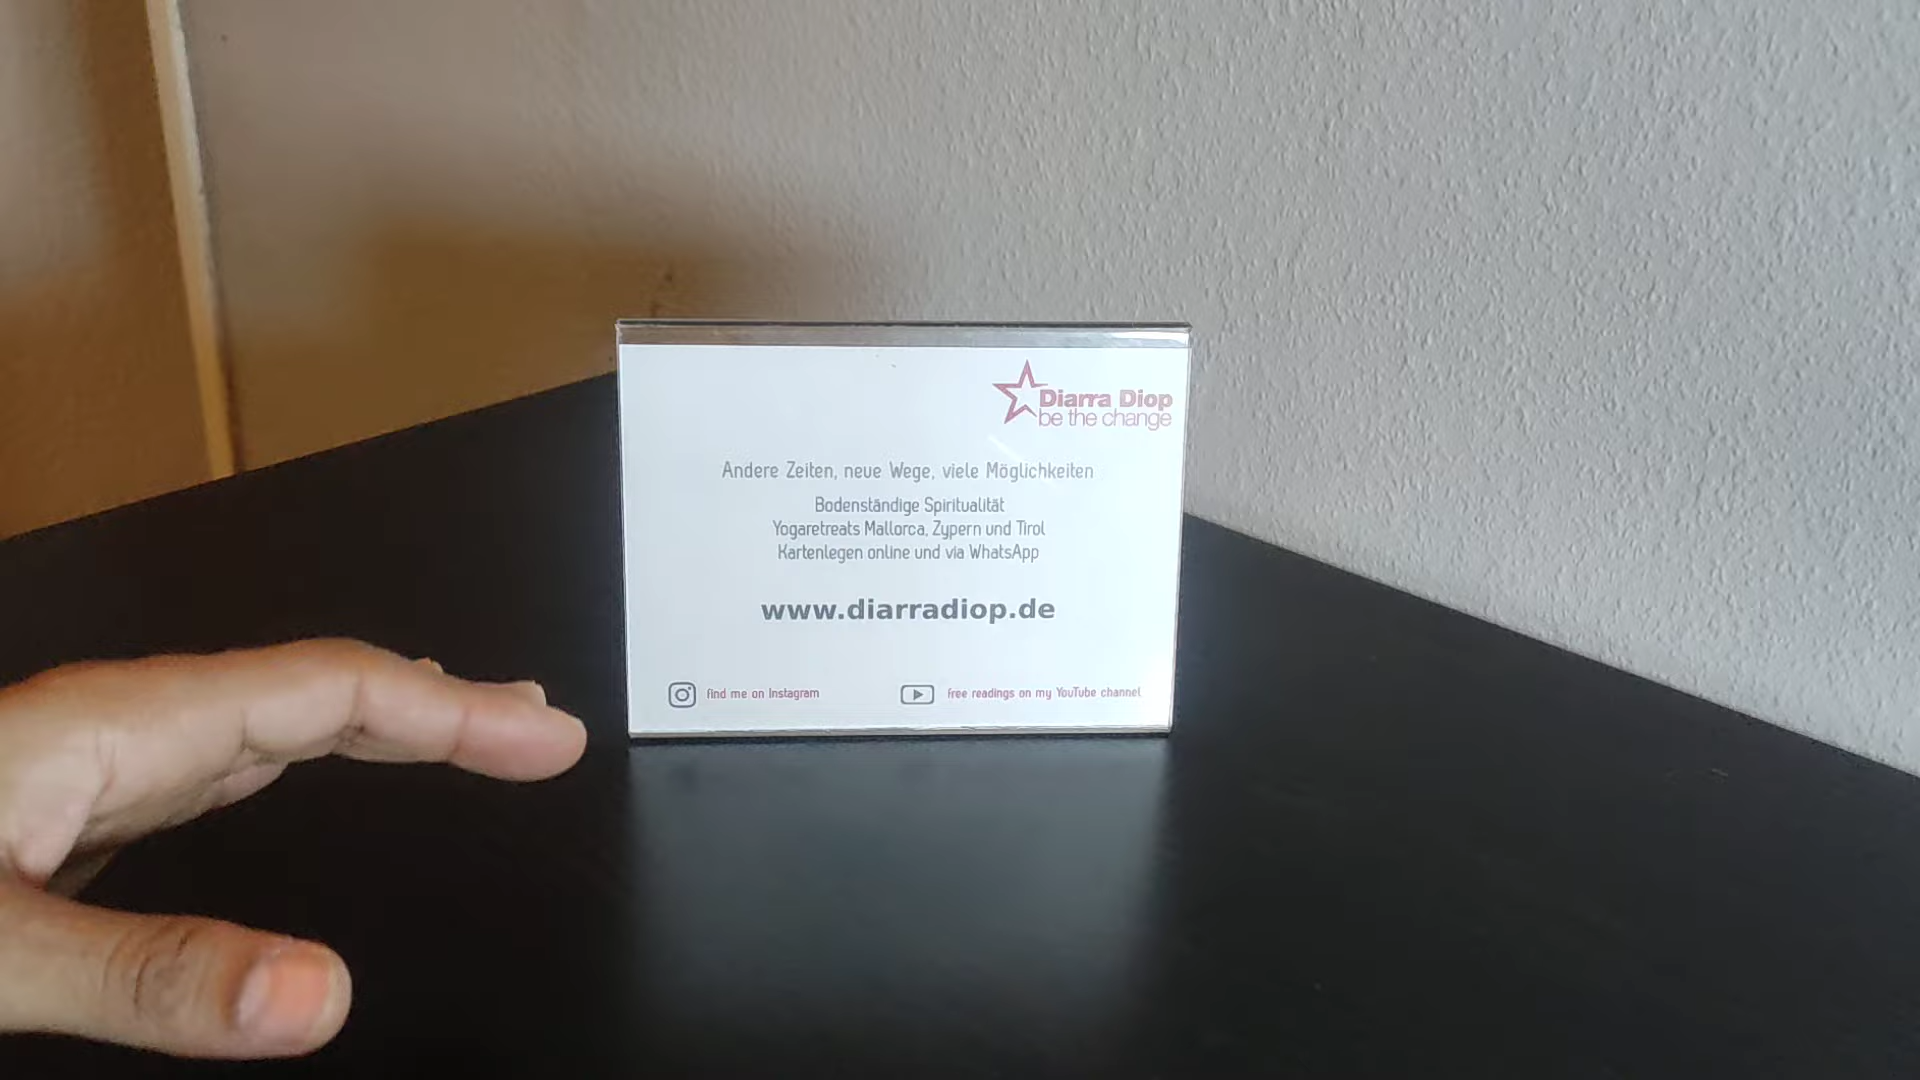 Diarra Diop
be the change
Andere Zeiten, neue Wege, viele Möglichkeiten
Bodenständige Spiritualität
Yogaretreats Mallorca, Zypern und Tirol
Kartenlegen online und via WhatsApp
www.diarradiop.de
find me on Instagram
free readings on my YouTube channel